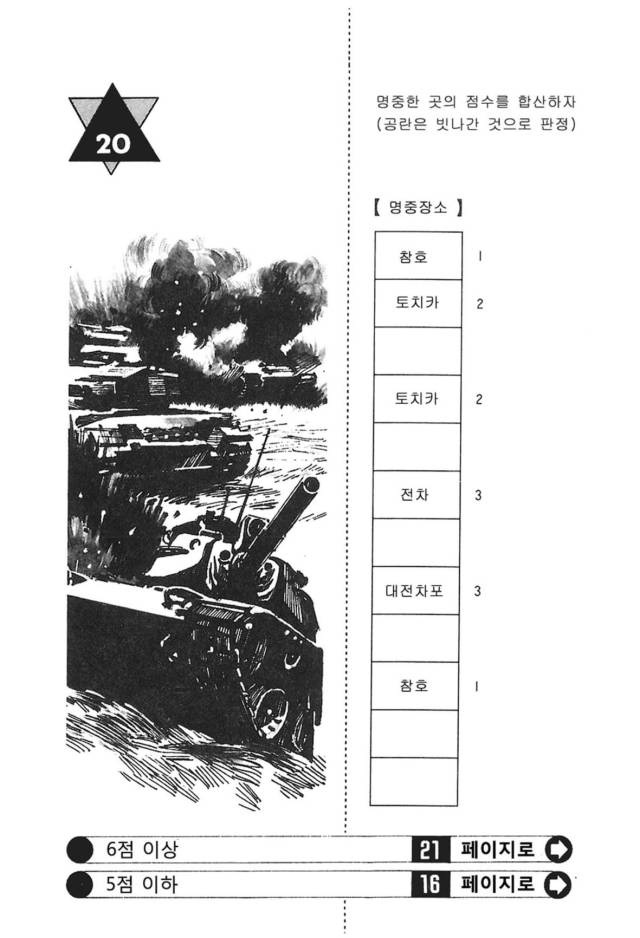 20
명중한 곳의 점수를 합산하자
(공란은 빗나간 것으로 판정)
【 명중장소 】
참호 1
토치카 2
토치카 2
전차 3
대전차포 3
참호 1
6점 이상 21 페이지로
5점 이하 16 페이지로